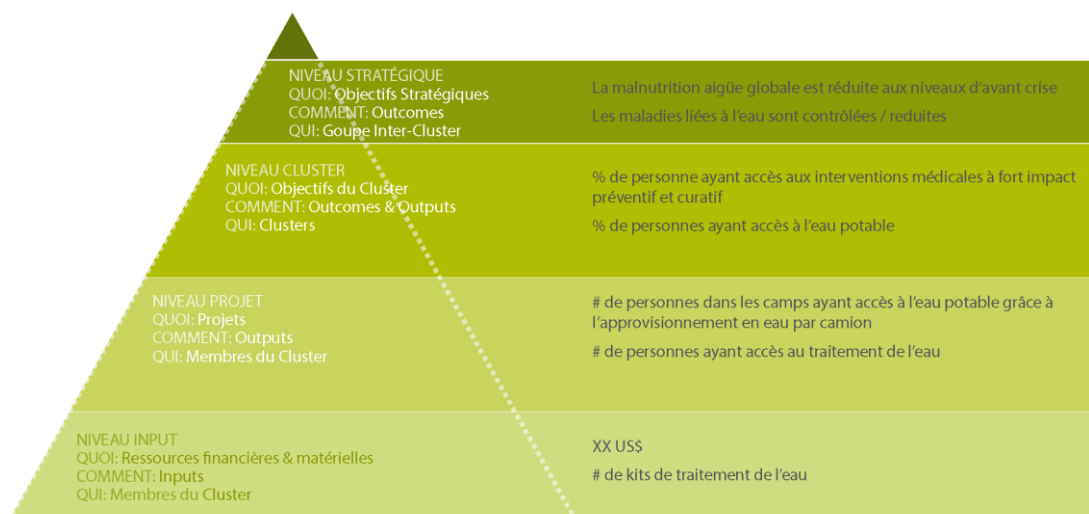 NIVEAU STRATÉGIQUE
QUOI: Objectifs Stratégiques
COMMENT: Outcomes
QUI: Goupe Inter-Cluster
La malnutrition aigüe globale est réduite aux niveaux d'avant crise
Les maladies liées à l'eau sont contrôlées / reduites
NIVEAU CLUSTER
QUOI: Objectifs du Cluster
COMMENT: Outcomes & Outputs
QUI: Clusters
% de personne ayant accès aux interventions médicales à fort impact
préventif et curatif
% de personnes ayant accès à l'eau potable
NIVEAU PROJET
QUOI: Projets
COMMENT: Outputs
QUI: Membres du Cluster
# de personnes dans les camps ayant accès à l'eau potable grâce à
l'approvisionnement en eau par camion
# de personnes ayant accès au traitement de l'eau
NIVEAU INPUT
QUOI: Ressources financières & matérielles
COMMENT: Inputs
QUI: Membres du Cluster
XX US$
# de kits de traitement de l'eau